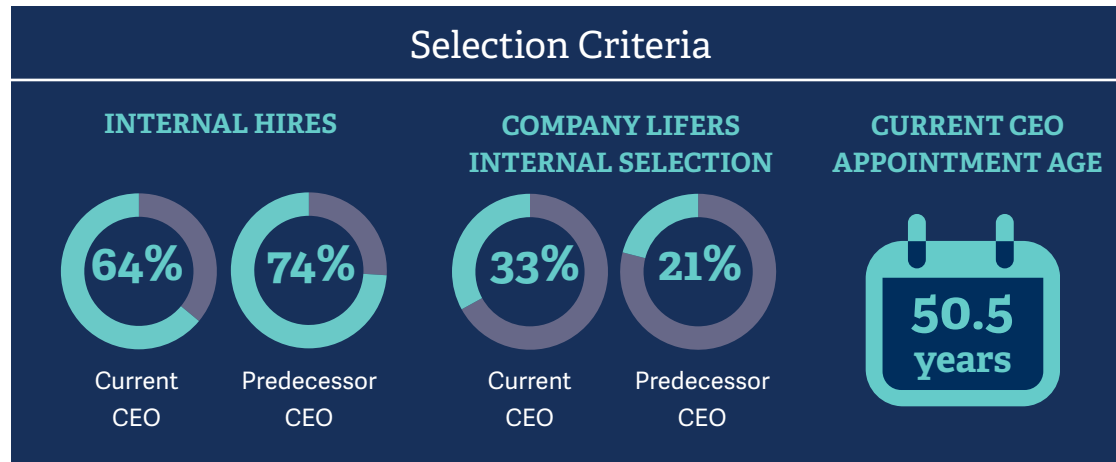 Selection Criteria
INTERNAL HIRES
64%
74%
Current
CEO
Predecessor
CEO
COMPANY LIFERS
INTERNAL SELECTION
33%
21%
Current
CEO
Predecessor
CEO
CURRENT CEO
APPOINTMENT AGE
50.5
years